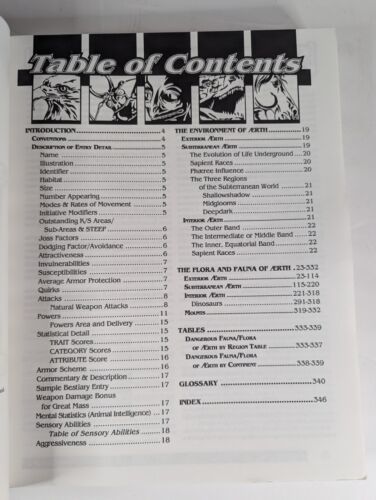 Table of Contents
INTRODUCTION ... 4
CONVENTIONS ... 4
DESCRIPTION OF ENTRY DETAIL ... 5
Name ... 5
Illustration ... 5
Identifier ... 5
Habitat ... 5
Size ... 5
Number Appearing ... 5
Modes & Rates of Movement ... 5
Initiative Modifiers ... 5
Outstanding K/S Areas/
Sub-Areas & STEEP ... 6
Joss Factors ... 6
Dodging Factor/Avoidance ... 6
Attractiveness ... 6
Invulnerabilities ... 7
Susceptibilities ... 7
Average Armor Protection ... 7
Quirks ... 7
Attacks ... 8
Natural Weapon Attacks ... 8
Powers ... 11
Powers Area and Delivery ... 15
Statistical Detail ... 15
TRAIT Scores ... 15
CATEGORY Scores ... 15
ATTRIBUTE Score ... 16
Armor Scheme ... 16
Commentary & Description ... 17
Sample Bestiary Entry ... 17
Weapon Damage Bonus
for Great Mass ... 17
Mental Statistics (Animal Intelligence) ... 17
Sensory Abilities ... 17
Table of Sensory Abilities ... 18
Aggressiveness ... 18
THE ENVIRONMENT OF ÆRTH ... 19
EXTERIOR ÆRTH ... 19
SUBTERRANEAN ÆRTH ... 19
The Evolution of Life Underground ... 20
Sapient Races ... 20
Phæree Influence ... 20
The Three Regions
of the Subterranean World ... 21
Shallowshadow ... 21
Midglooms ... 21
Deepdark ... 21
INTERIOR ÆRTH ... 21
The Outer Band ... 22
The Intermediate or Middle Band ... 22
The Inner, Equatorial Band ... 22
Sapient Races ... 22
THE FLORA AND FAUNA OF ÆRTH ... 23-332
EXTERIOR ÆRTH ... 23-114
SUBTERRANEAN ÆRTH ... 115-220
INTERIOR ÆRTH ... 221-318
Dinosaurs ... 291-318
MOUNTS ... 319-332
TABLES ... 333-339
DANGEROUS FAUNA/FLORA
OF ÆRTH BY REGION TABLE ... 333-337
DANGEROUS FAUNA/FLORA
OF ÆRTH BY CONTINENT ... 338-339
GLOSSARY ... 340
INDEX ... 346